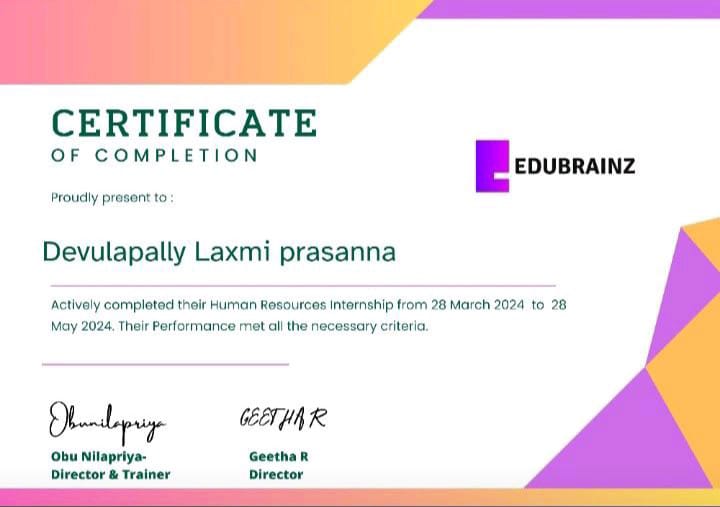 CERTIFICATE
OF COMPLETION
EDUBRAINZ
Proudly present to :
Devulapally Laxmi prasanna
Actively completed their Human Resources Internship from 28 March 2024 to 28
May 2024. Their Performance met all the necessary criteria.
Obunilapriya
GEETHA R
Obu Nilapriya-
Director & Trainer
Geetha R
Director